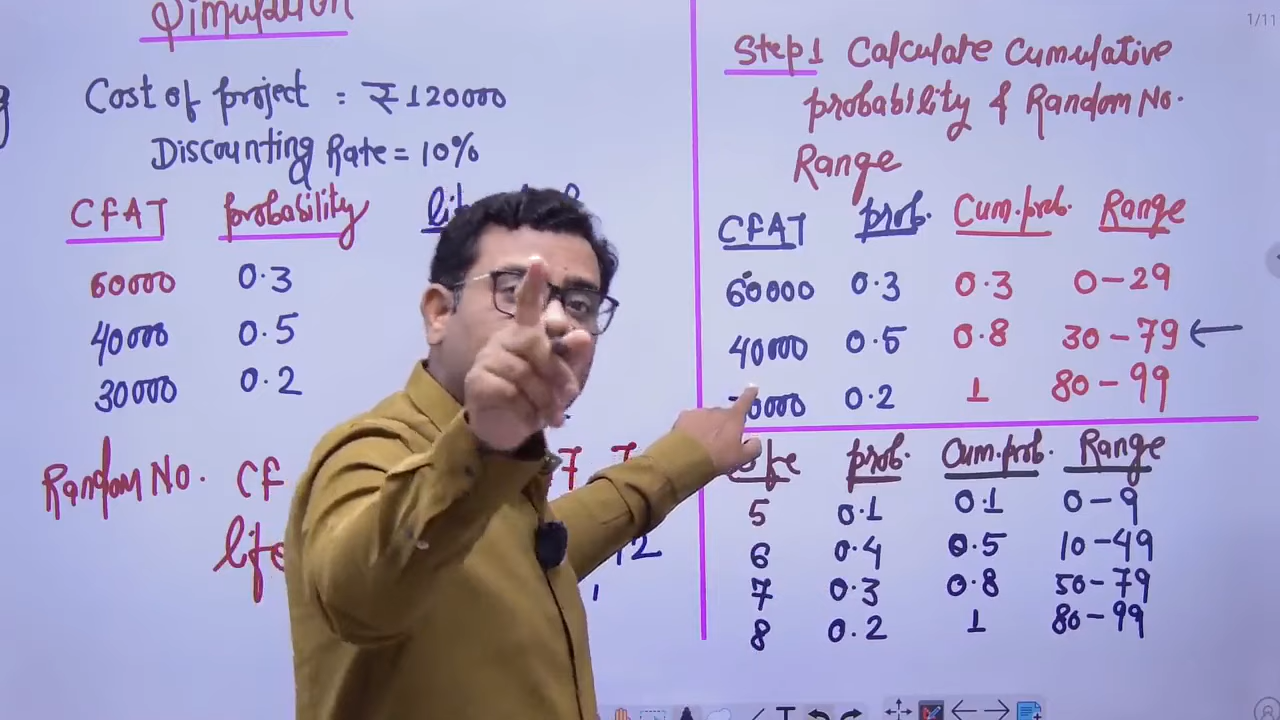 Simulation
Cost of project : ₹120000
Discounting Rate = 10%
CFAT probability
60000 0.3
40000 0.5
30000 0.2
Random No. CF 7
life 12
1/11
Step1 Calculate Cumulative
probability & Random No.
Range
CFAT prob. Cum.prob. Range
60000 0.3 0.3 0-29
40000 0.5 0.8 30-79 ←
0000 0.2 1 80-99
prob. Cum.prob. Range
5 0.1 0.1 0-9
6 0.4 0.5 10-49
7 0.3 0.8 50-79
8 0.2 1 80-99